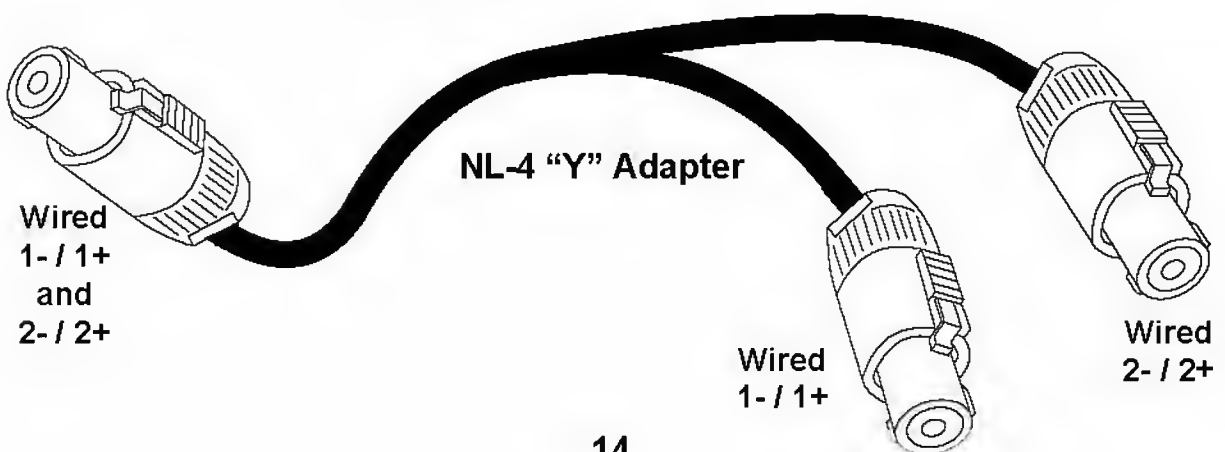 NL-4 “Y” Adapter
Wired
1- / 1+
and
2- / 2+
Wired
1- / 1+
Wired
2- / 2+
14